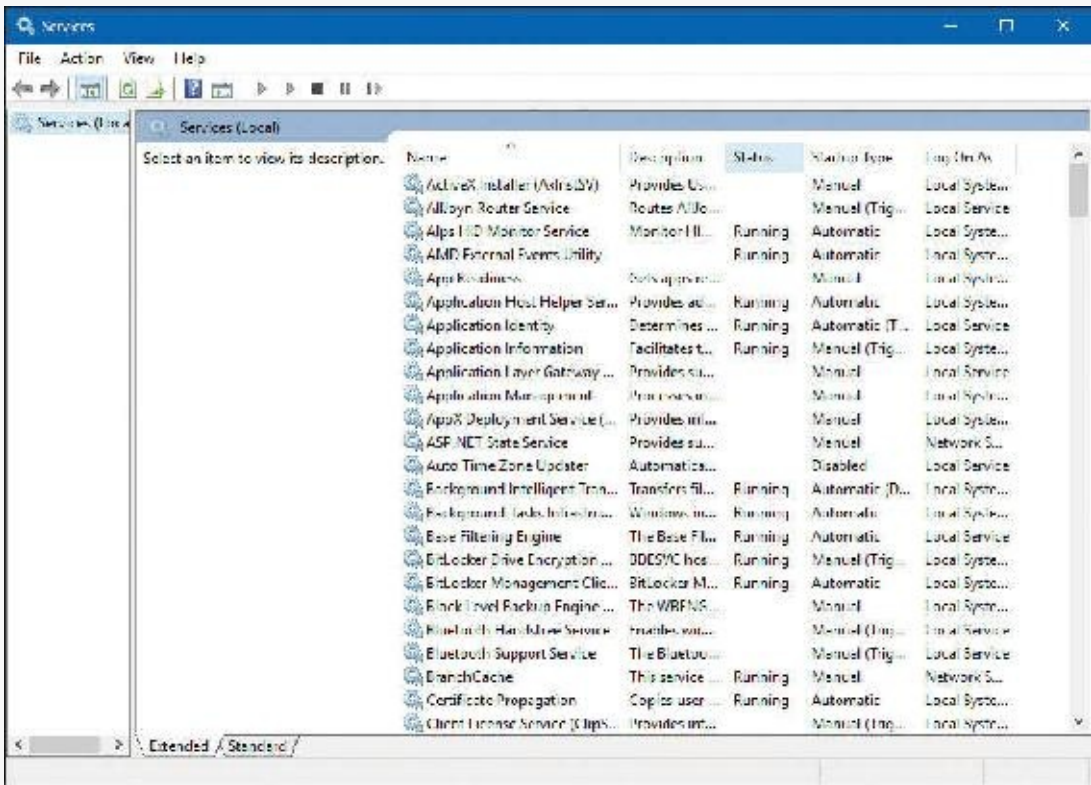 Services
File Action View Help
Services (Loca
Services (Local)
Select an item to view its description.
Name Description Status Startup Type Log On As
ActiveX Installer (AxInstSV) Provides Us... Manual Local Syste...
AllJoyn Router Service Routes AllJo... Manual (Trig... Local Service
Alps HID Monitor Service Monitor HI... Running Automatic Local Syste...
AMD External Events Utility Running Automatic Local Syste...
App Readiness Gets apps re... Manual Local Syste...
Application Host Helper Ser... Provides ad... Running Automatic Local Syste...
Application Identity Determines ... Running Automatic (T... Local Service
Application Information Facilitates t... Running Manual (Trig... Local Syste...
Application Layer Gateway ... Provides su... Manual Local Service
Application Management Processes in... Manual Local Syste...
AppX Deployment Service (... Provides inf... Manual Local Syste...
ASP.NET State Service Provides su... Manual Network S...
Auto Time Zone Updater Automatica... Disabled Local Service
Background Intelligent Tran... Transfers fil... Running Automatic (D... Local Syste...
Background Tasks Infrastru... Windows in... Running Automatic Local Syste...
Base Filtering Engine The Base Fil... Running Automatic Local Service
BitLocker Drive Encryption ... BDESVC hos... Running Manual (Trig... Local Syste...
BitLocker Management Clie... BitLocker M... Running Automatic Local Syste...
Block Level Backup Engine ... The WBENG... Manual Local Syste...
Bluetooth Handsfree Service Enables wir... Manual (Trig... Local Service
Bluetooth Support Service The Bluetoo... Manual (Trig... Local Service
BranchCache This service ... Running Manual Network S...
Certificate Propagation Copies user ... Running Automatic Local Syste...
Client License Service (ClipS... Provides inf... Manual (Trig... Local Syste...
Extended Standard